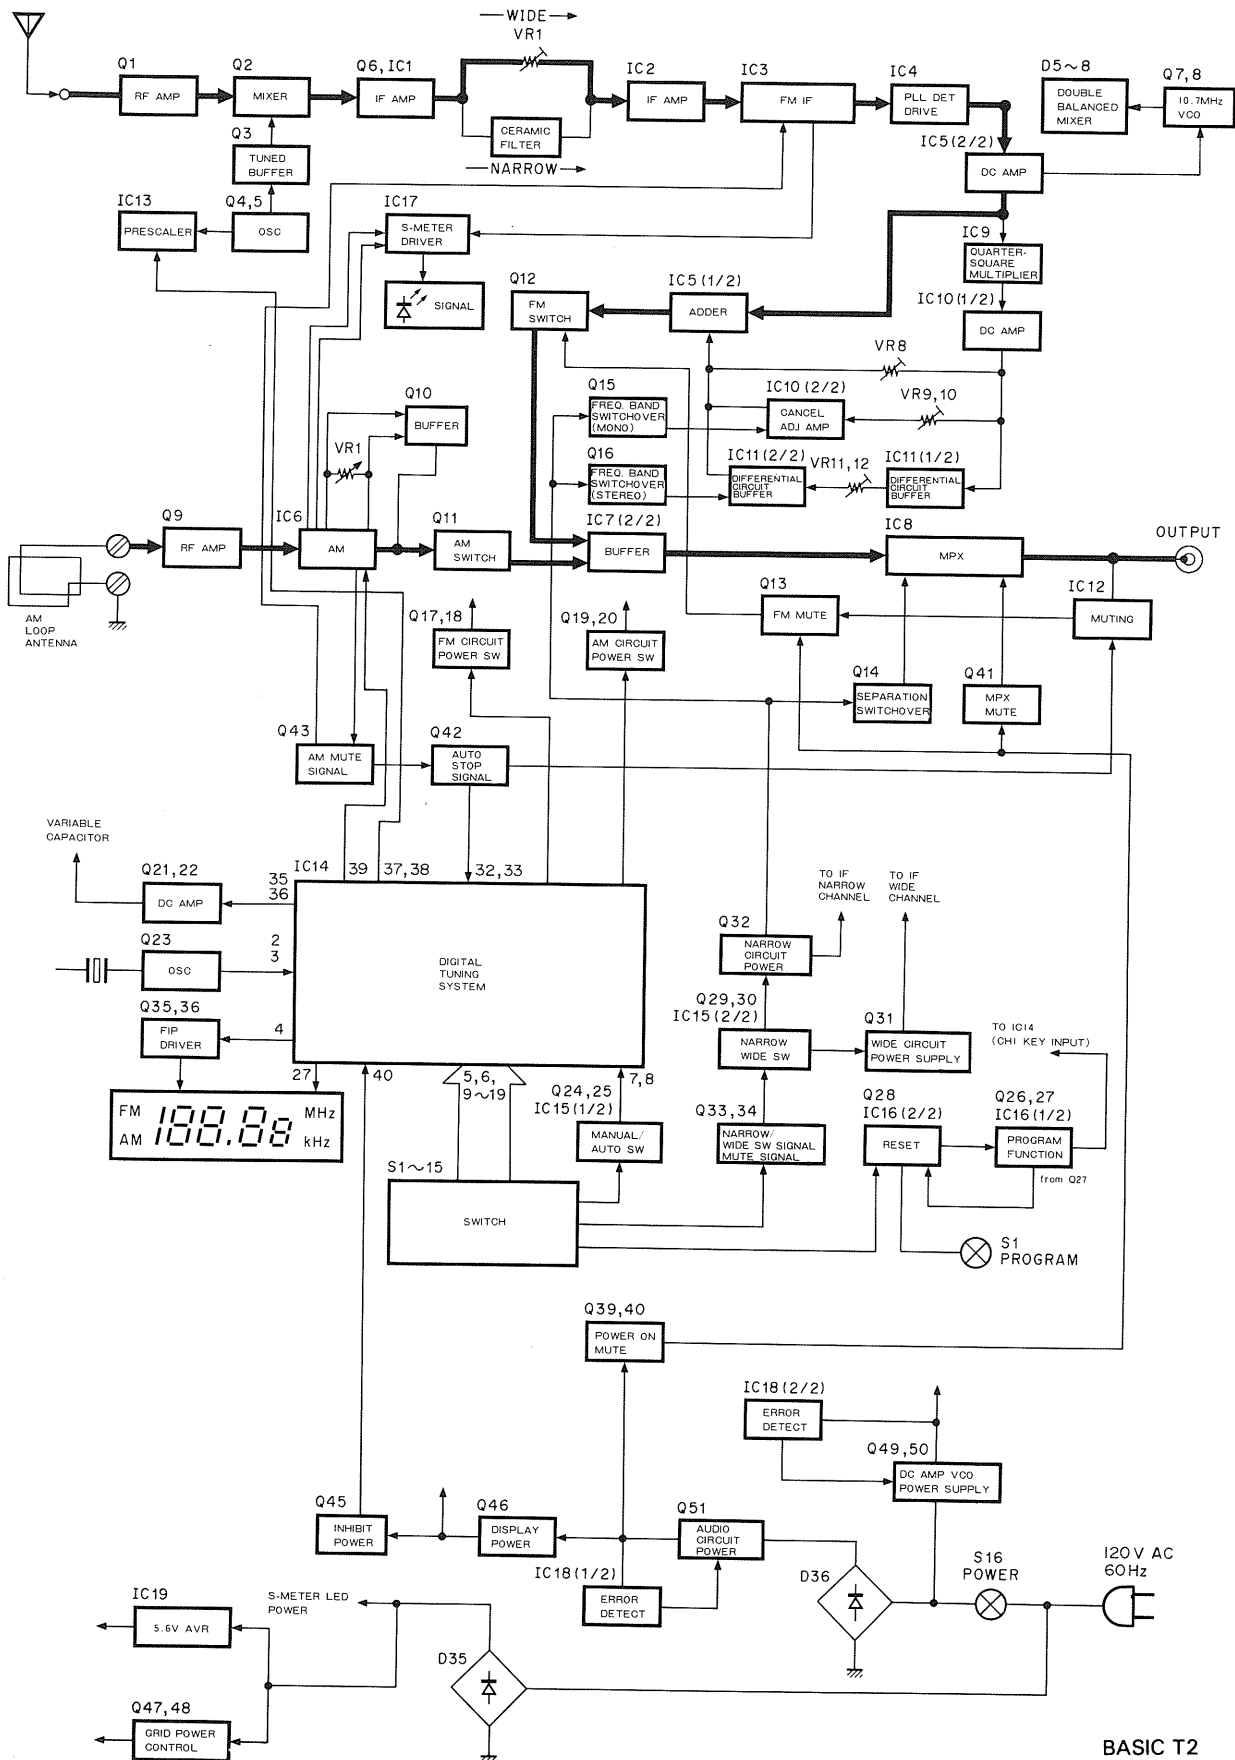 WIDE
VR1
Q1
RF AMP
Q2
MIXER
Q6, IC1
IF AMP
IC2
IF AMP
IC3
FM IF
IC4
PLL DET
DRIVE
D5~8
DOUBLE
BALANCED
MIXER
Q7, 8
10.7MHz
VCO
CERAMIC
FILTER
NARROW
Q3
TUNED
BUFFER
IC5 (2/2)
DC AMP
IC13
PRESCALER
Q4, 5
OSC
IC17
S-METER
DRIVER
SIGNAL
IC9
QUARTER-
SQUARE
MULTIPLIER
Q12
FM
SWITCH
IC5 (1/2)
ADDER
IC10 (1/2)
DC AMP
VR8
Q10
BUFFER
VR1
Q15
FREQ. BAND
SWITCHOVER
(MONO)
IC10 (2/2)
CANCEL
ADJ AMP
VR9, 10
Q16
FREQ. BAND
SWITCHOVER
(STEREO)
IC11 (2/2)
DIFFERENTIAL
CIRCUIT
BUFFER
VR11, 12
IC11 (1/2)
DIFFERENTIAL
CIRCUIT
BUFFER
Q9
RF AMP
IC6
AM
Q11
AM
SWITCH
IC7 (2/2)
BUFFER
IC8
MPX
OUTPUT
AM
LOOP
ANTENNA
Q17, 18
FM CIRCUIT
POWER SW
Q19, 20
AM CIRCUIT
POWER SW
Q13
FM MUTE
IC12
MUTING
Q14
SEPARATION
SWITCHOVER
Q41
MPX
MUTE
Q43
AM MUTE
SIGNAL
Q42
AUTO
STOP
SIGNAL
VARIABLE
CAPACITOR
Q21, 22
DC AMP
IC14
39
37, 38
32, 33
35
36
Q23
OSC
2
3
DIGITAL
TUNING
SYSTEM
Q35, 36
FIP
DRIVER
4
27
40
5, 6,
9~19
7, 8
FM
AM
188.88
MHz
kHz
TO IF
NARROW
CHANNEL
TO IF
WIDE
CHANNEL
Q32
NARROW
CIRCUIT
POWER
Q29, 30
IC15 (2/2)
NARROW
WIDE SW
Q31
WIDE CIRCUIT
POWER SUPPLY
TO IC14
(CH1 KEY INPUT)
Q24, 25
IC15 (1/2)
MANUAL/
AUTO SW
Q33, 34
NARROW/
WIDE SW SIGNAL
MUTE SIGNAL
Q28
IC16 (2/2)
RESET
Q26, 27
IC16 (1/2)
PROGRAM
FUNCTION
from Q27
S1~15
SWITCH
S1
PROGRAM
Q39, 40
POWER ON
MUTE
IC18 (2/2)
ERROR
DETECT
Q49, 50
DC AMP VCO
POWER SUPPLY
Q45
INHIBIT
POWER
Q46
DISPLAY
POWER
Q51
AUDIO
CIRCUIT
POWER
IC18 (1/2)
ERROR
DETECT
D36
S16
POWER
120V AC
60Hz
IC19
5.6V AVR
S-METER LED
POWER
D35
Q47, 48
GRID POWER
CONTROL
BASIC T2